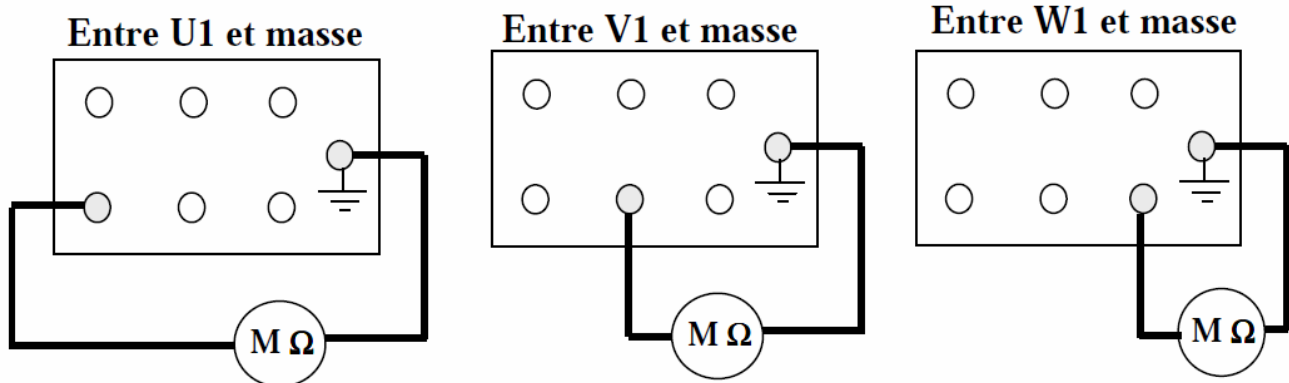 Entre U1 et masse
Entre V1 et masse
Entre W1 et masse
M Ω
M Ω
M Ω